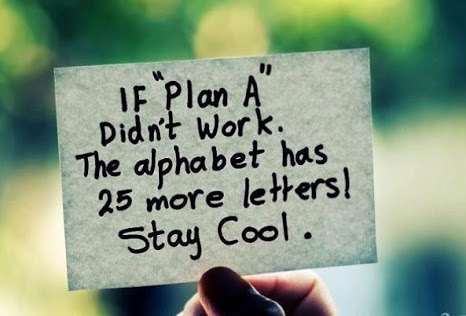 IF "Plan A"
Didn't Work.
The alphabet has
25 more letters!
Stay Cool.